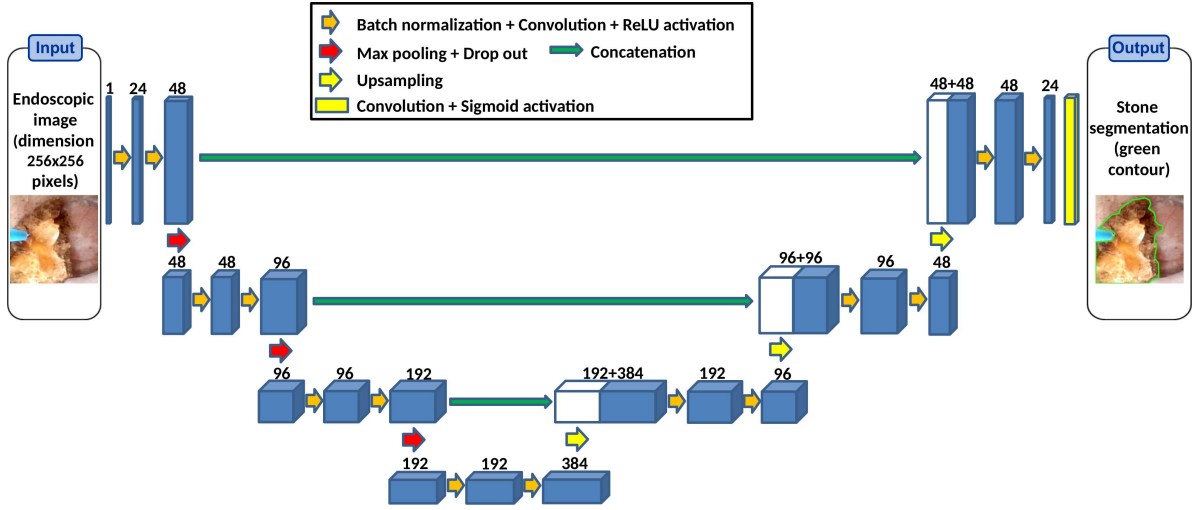 Batch normalization + Convolution + ReLU activation
Max pooling + Drop out
Concatenation
Upsampling
Convolution + Sigmoid activation
Input
Endoscopic
image
(dimension
256x256
pixels)
1
24
48
48+48
48
24
Output
Stone
segmentation
(green
contour)
48
48
96
96+96
96
48
96
96
192
192+384
192
96
192
192
384